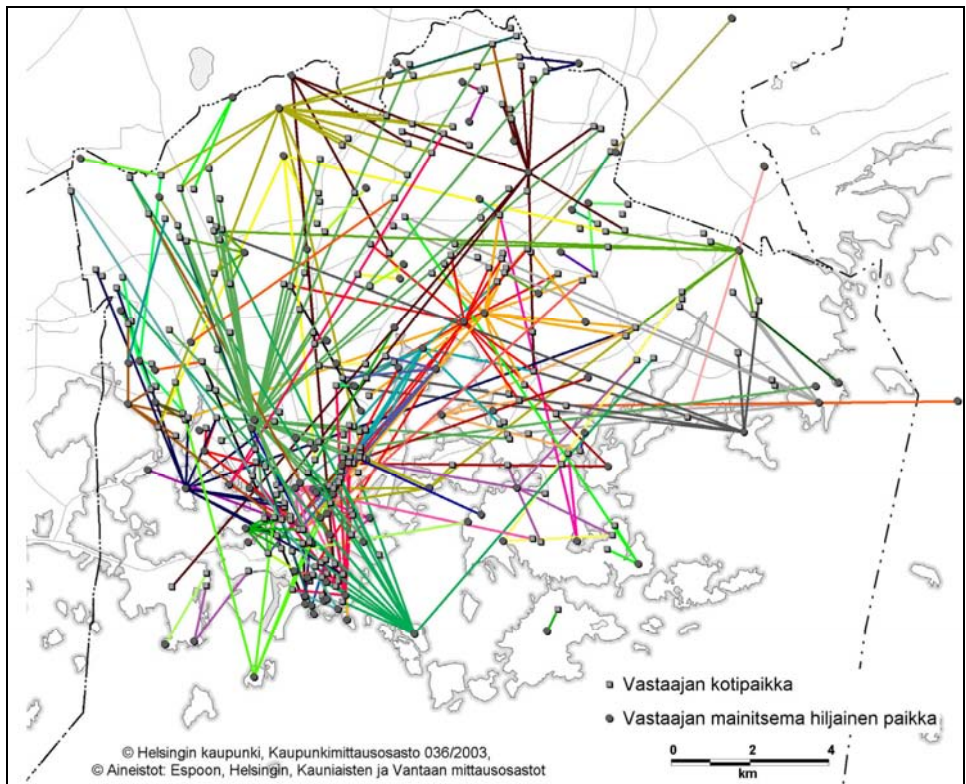 Vastaajan kotipaikka
Vastaajan mainitsema hiljainen paikka
© Helsingin kaupunki, Kaupunkimittausosasto 036/2003,
© Aineistot: Espoon, Helsingin, Kauniaisten ja Vantaan mittausosastot
0 2 4
km